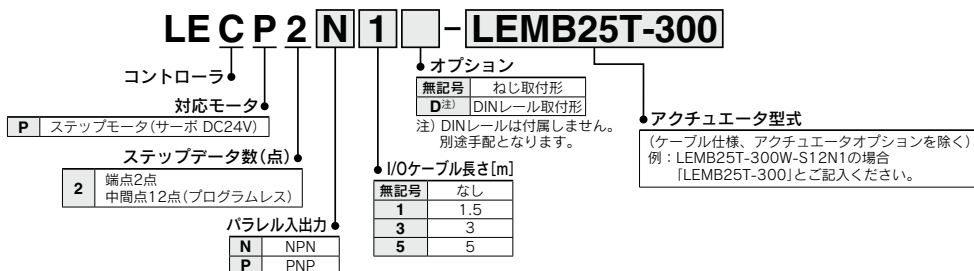 LECP2N1 - LEMB25T-300
コントローラ
対応モータ
P ステップモータ(サーボ DC24V)
ステップデータ数(点)
2 端点2点
中間点12点(プログラムレス)
パラレル入出力
N NPN
P PNP
I/Oケーブル長さ[m]
無記号 なし
1 1.5
3 3
5 5
オプション
無記号 ねじ取付形
D注) DINレール取付形
注) DINレールは付属しません。
別途手配となります。
アクチュエータ型式
(ケーブル仕様、アクチュエータオプションを除く)
例:LEMB25T-300W-S12N1の場合
「LEMB25T-300」とご記入ください。